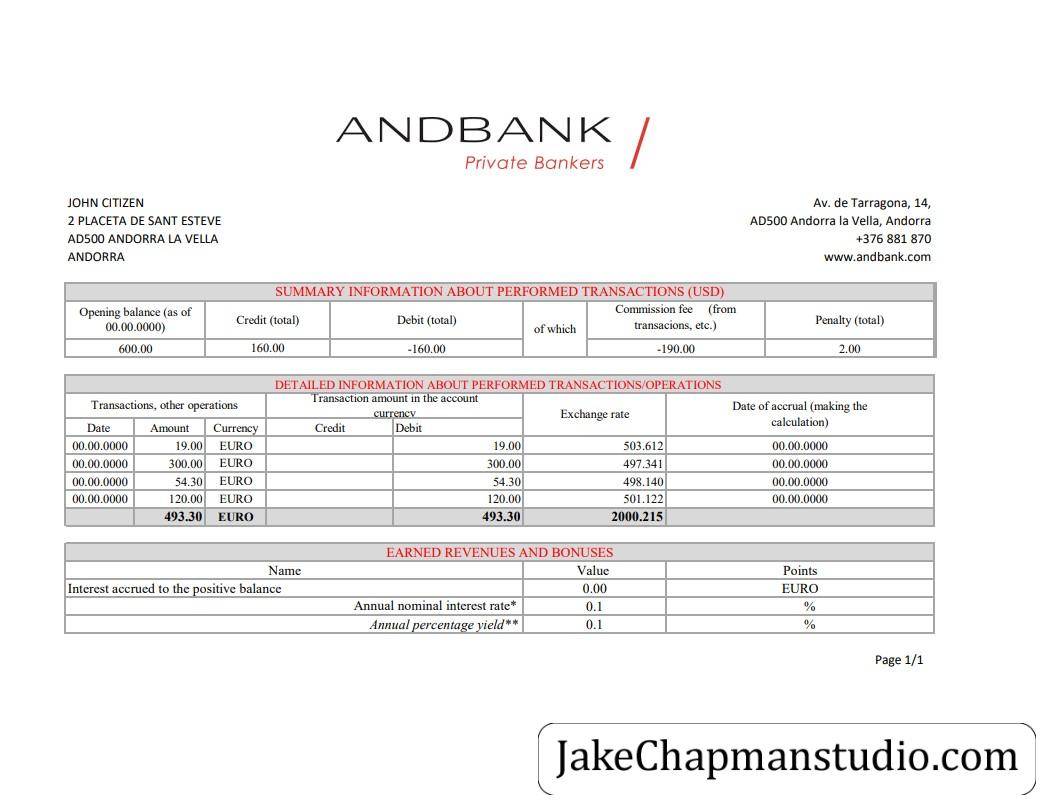 ANDBANK
Private Bankers
JOHN CITIZEN
2 PLACETA DE SANT ESTEVE
AD500 ANDORRA LA VELLA
ANDORRA
Av. de Tarragona, 14,
AD500 Andorra la Vella, Andorra
+376 881 870
www.andbank.com
SUMMARY INFORMATION ABOUT PERFORMED TRANSACTIONS (USD)
Opening balance (as of 00.00.0000) Credit (total) Debit (total) of which Commission fee (from transacions, etc.) Penalty (total)
600.00 160.00 -160.00 -190.00 2.00
DETAILED INFORMATION ABOUT PERFORMED TRANSACTIONS/OPERATIONS
Transactions, other operations Transaction amount in the account currency Exchange rate Date of accrual (making the calculation)
Date Amount Currency Credit Debit
00.00.0000 19.00 EURO 19.00 503.612 00.00.0000
00.00.0000 300.00 EURO 300.00 497.341 00.00.0000
00.00.0000 54.30 EURO 54.30 498.140 00.00.0000
00.00.0000 120.00 EURO 120.00 501.122 00.00.0000
493.30 EURO 493.30 2000.215
EARNED REVENUES AND BONUSES
Name Value Points
Interest accrued to the positive balance 0.00 EURO
Annual nominal interest rate* 0.1 %
Annual percentage yield** 0.1 %
Page 1/1
JakeChapmanstudio.com